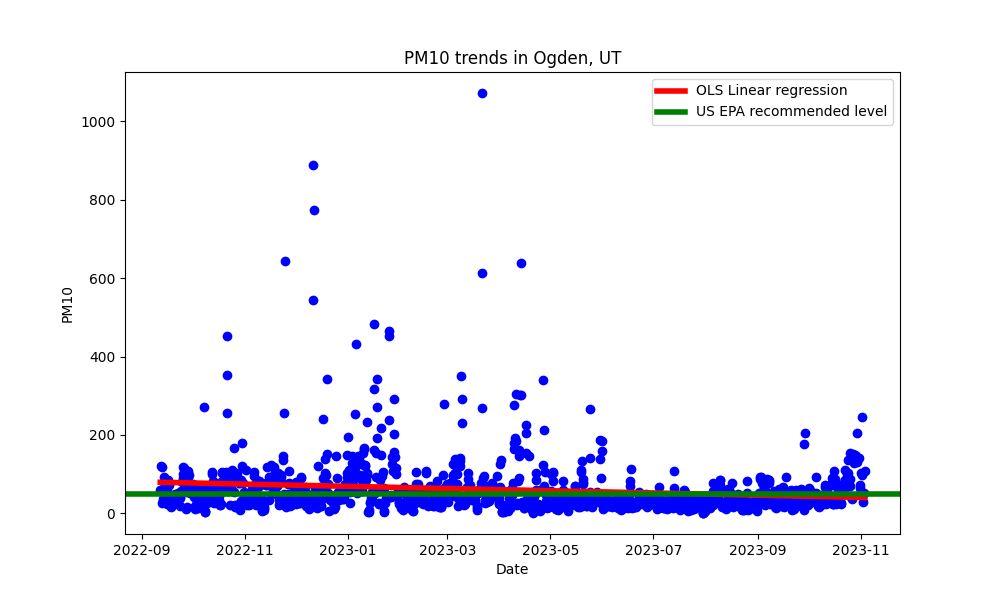 PM10 trends in Ogden, UT
OLS Linear regression
US EPA recommended level
PM10
1000
800
600
400
200
0
2022-09 2022-11 2023-01 2023-03 2023-05 2023-07 2023-09 2023-11
Date